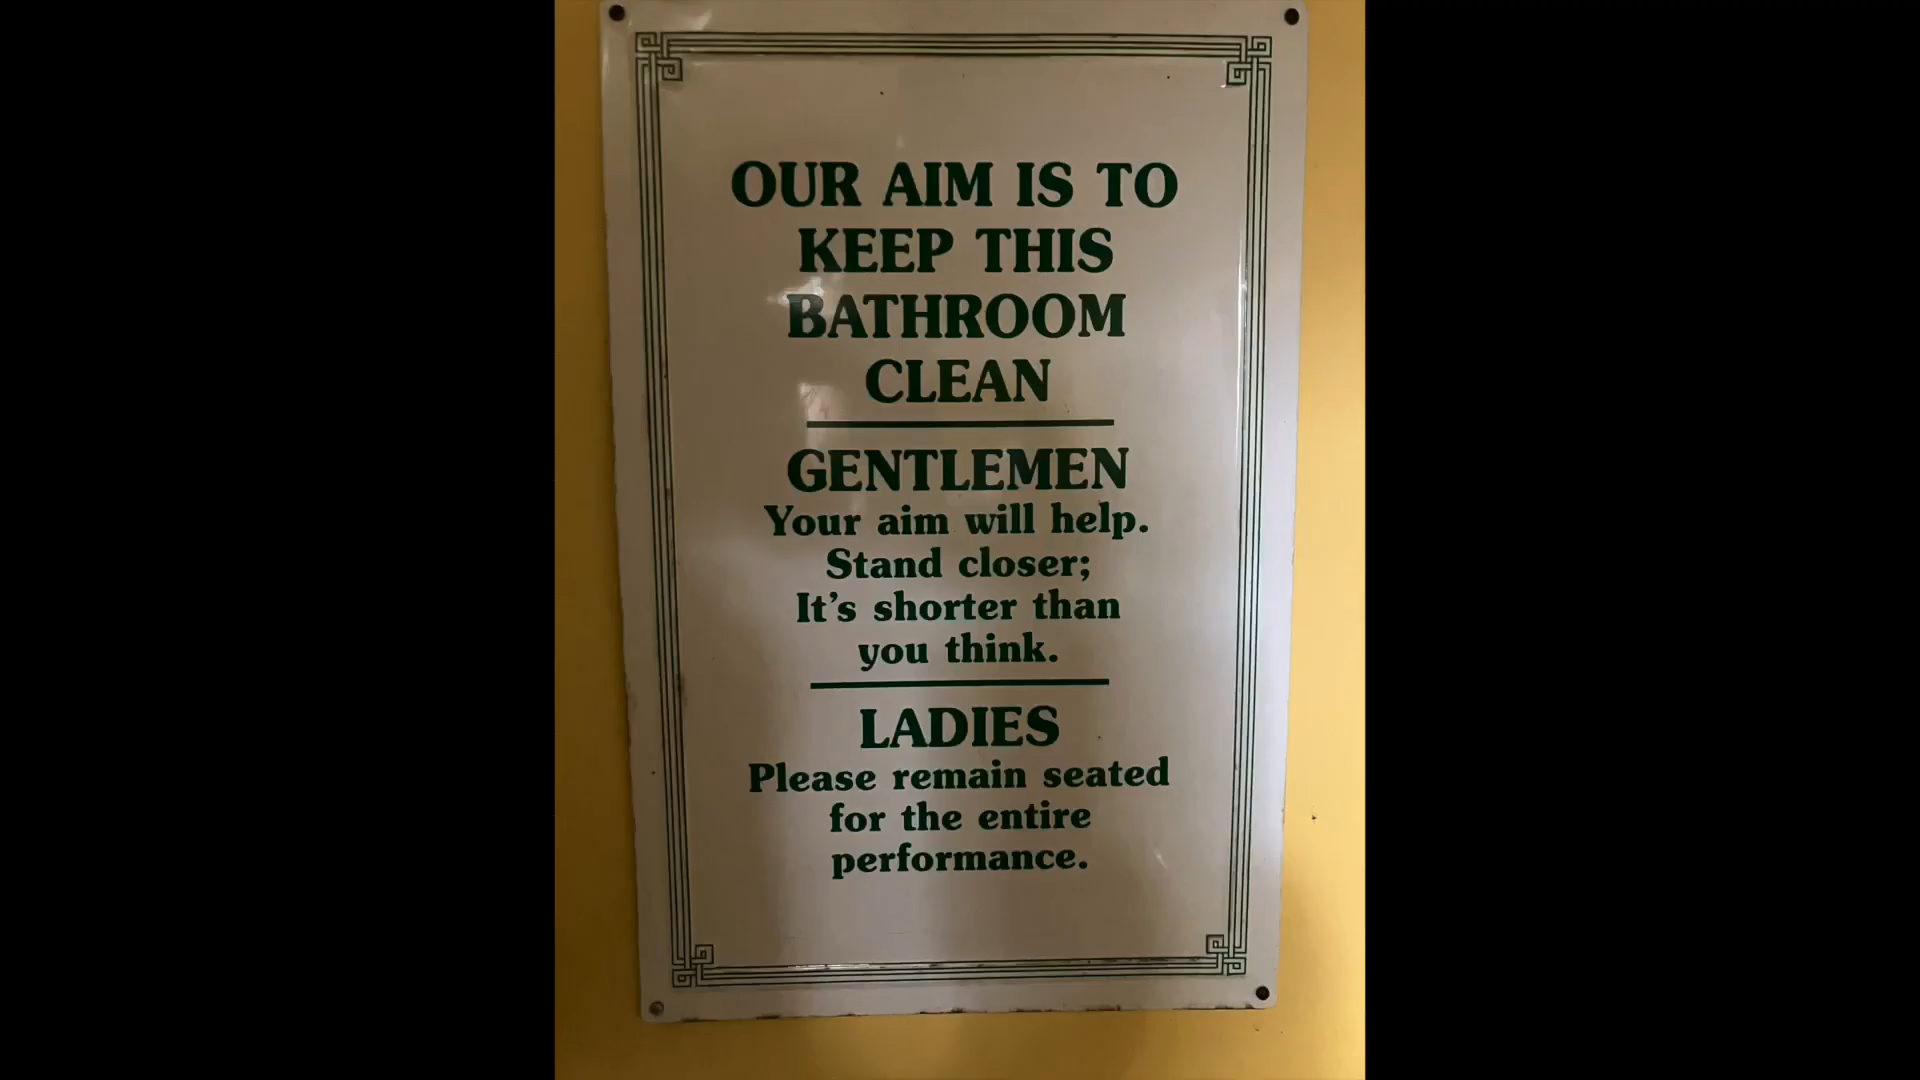 OUR AIM IS TO
KEEP THIS
BATHROOM
CLEAN
GENTLEMEN
Your aim will help.
Stand closer;
It’s shorter than
you think.
LADIES
Please remain seated
for the entire
performance.